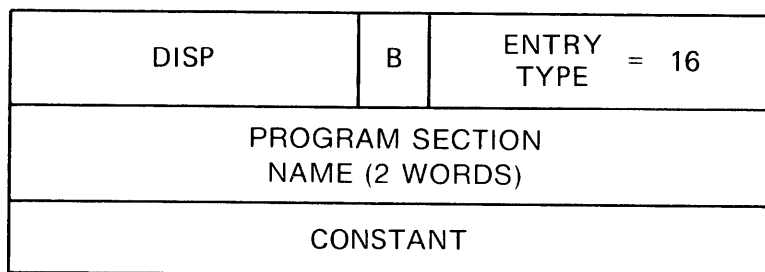 DISP B ENTRY TYPE = 16
PROGRAM SECTION
NAME (2 WORDS)
CONSTANT